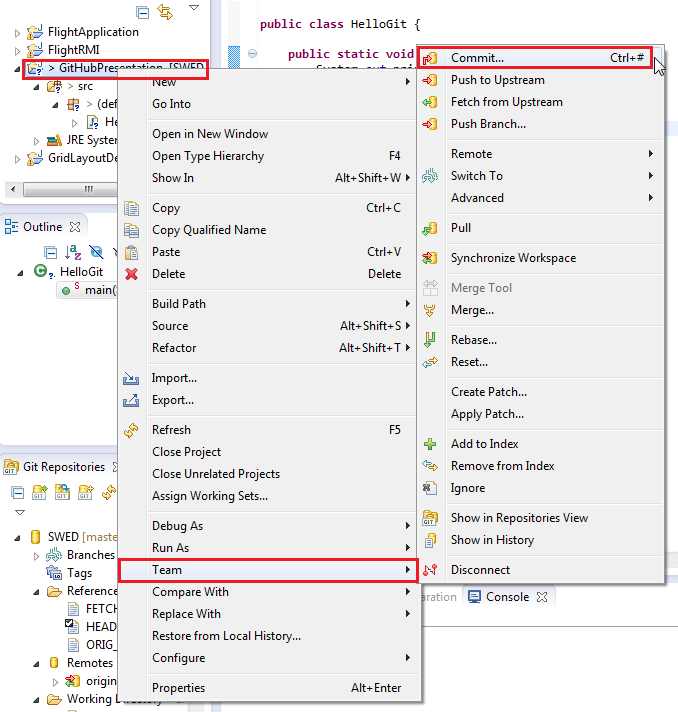 FlightApplication
FlightRMI
> GitHubPresentation [SWED
> src
> (def
He
JRE System
GridLayoutDe
Outline
HelloGit
main(
Git Repositories
SWED [maste
Branches
Tags
Reference
FETCH
HEAD
ORIG_
Remotes
origin
Working Directory
public class HelloGit {
public static void
New
Go Into
Open in New Window
Open Type Hierarchy F4
Show In Alt+Shift+W
Copy Ctrl+C
Copy Qualified Name
Paste Ctrl+V
Delete Delete
Build Path
Source Alt+Shift+S
Refactor Alt+Shift+T
Import...
Export...
Refresh F5
Close Project
Close Unrelated Projects
Assign Working Sets...
Debug As
Run As
Team
Compare With
Replace With
Restore from Local History...
Configure
Properties Alt+Enter
Commit... Ctrl+#
Push to Upstream
Fetch from Upstream
Push Branch...
Remote
Switch To
Advanced
Pull
Synchronize Workspace
Merge Tool
Merge...
Rebase...
Reset...
Create Patch...
Apply Patch...
Add to Index
Remove from Index
Ignore
Show in Repositories View
Show in History
Disconnect
aration
Console